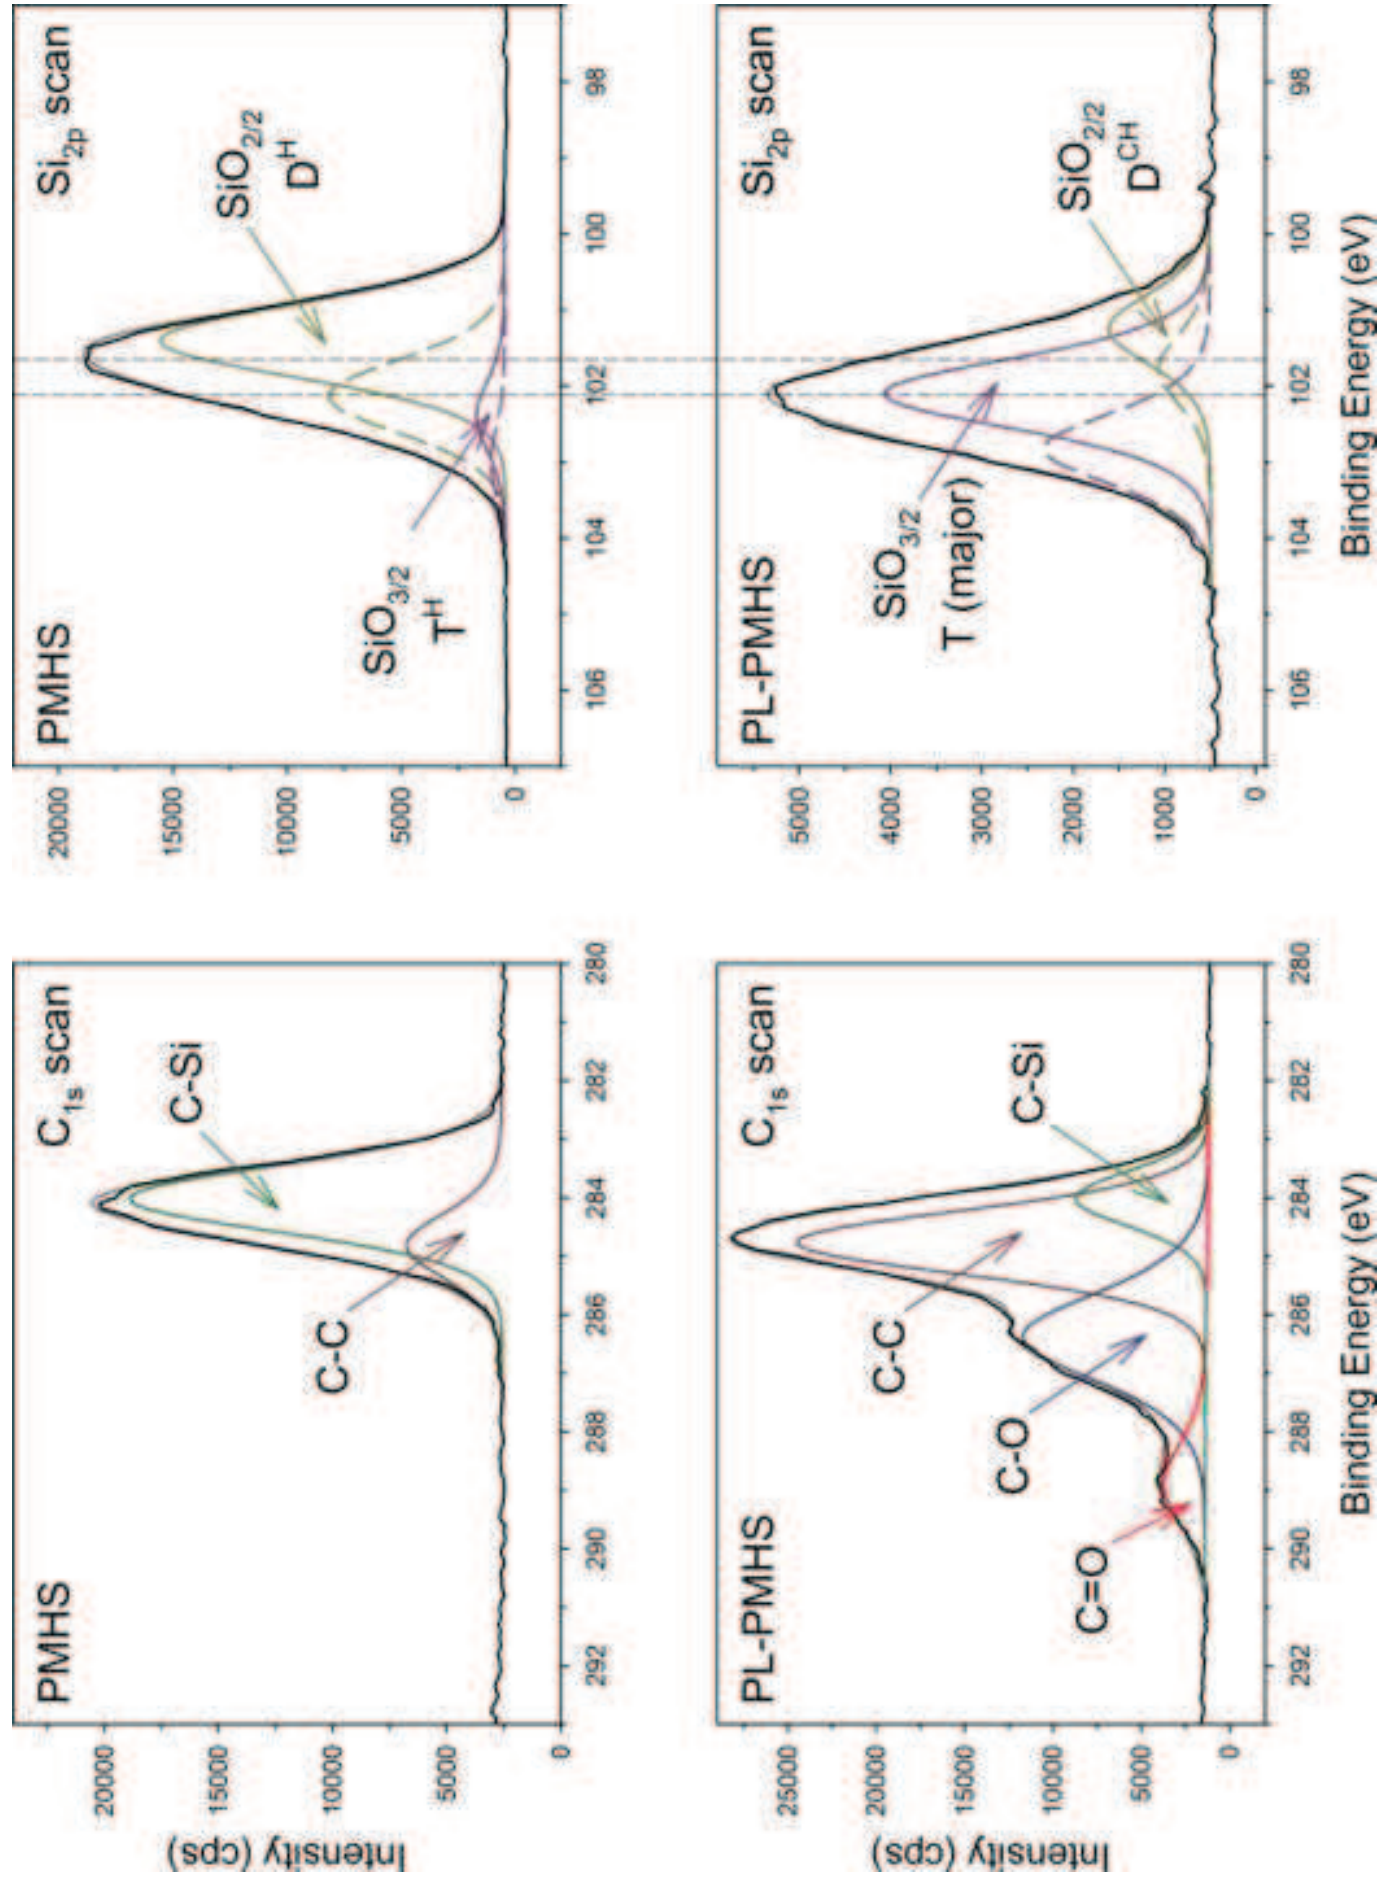 PMHS
C1s scan
C-Si
C-C
20000
15000
10000
5000
0
292
290
288
286
284
282
280
Intensity (cps)
PMHS
Si2p scan
SiO2/2
D^H
SiO3/2
T^H
20000
15000
10000
5000
0
106
104
102
100
98
PL-PMHS
C1s scan
C-C
C-O
C=O
C-Si
25000
20000
15000
10000
5000
0
292
290
288
286
284
282
280
Intensity (cps)
Binding Energy (eV)
PL-PMHS
Si2p scan
SiO3/2
T (major)
SiO2/2
D^CH
5000
4000
3000
2000
1000
0
106
104
102
100
98
Binding Energy (eV)